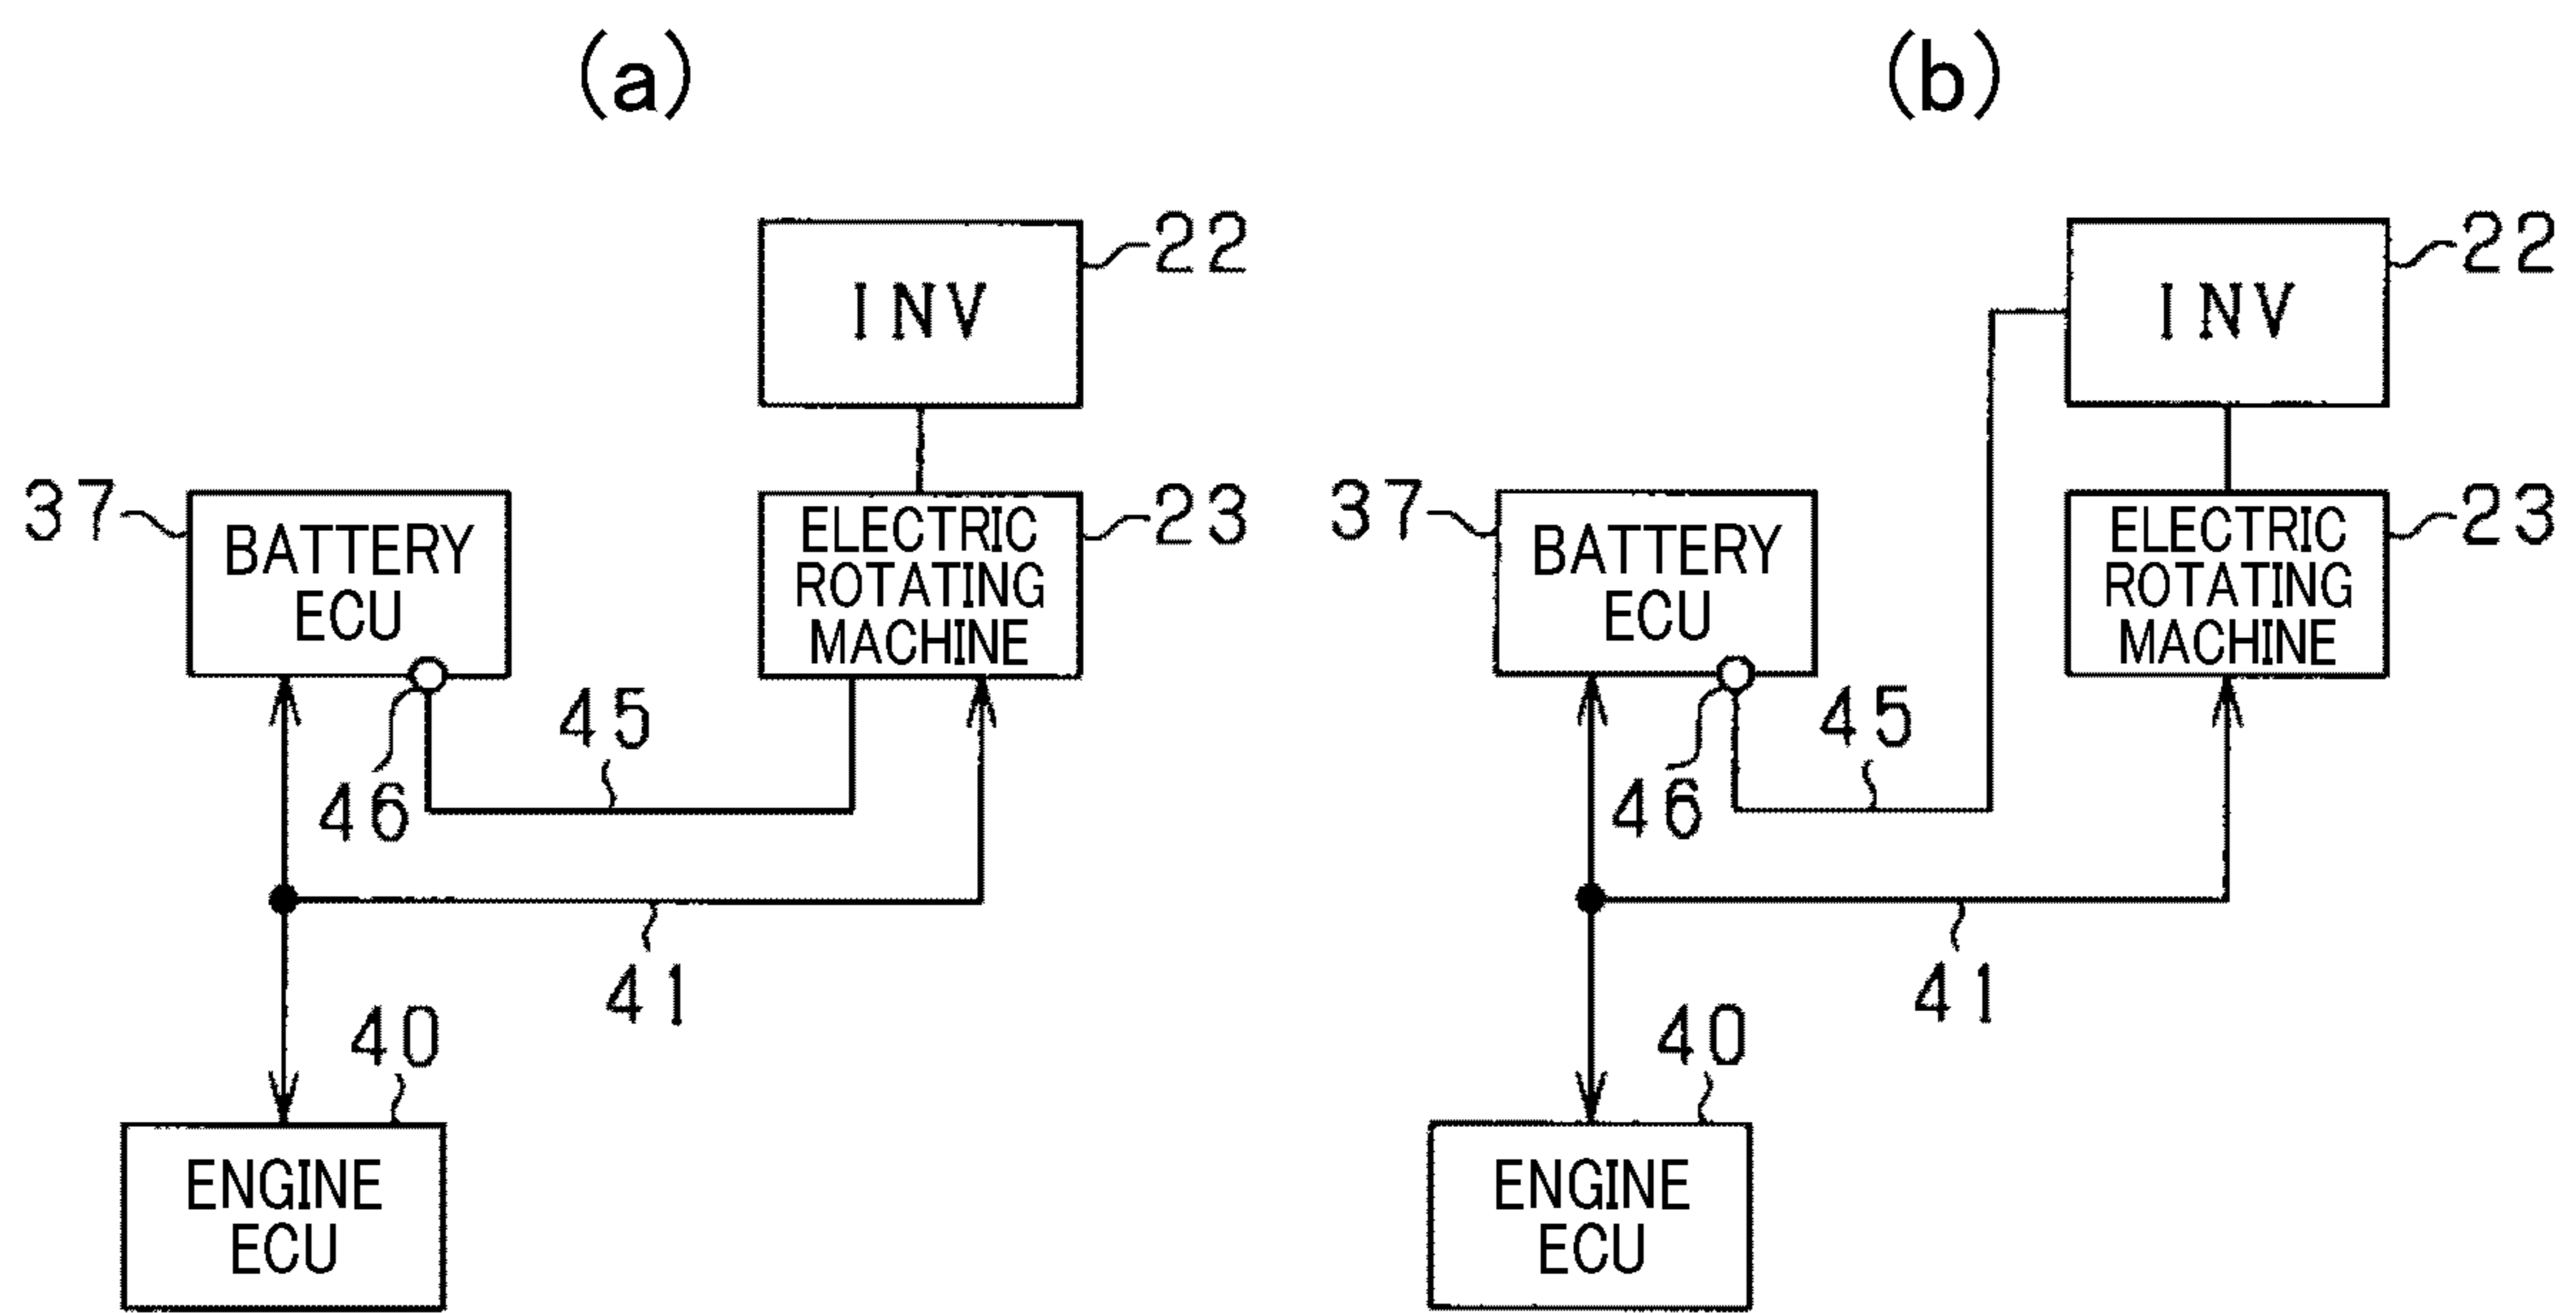 (a)
22
INV
37
BATTERY
ECU
ELECTRIC
ROTATING
MACHINE
23
45
46
41
40
ENGINE
ECU
(b)
22
INV
37
BATTERY
ECU
ELECTRIC
ROTATING
MACHINE
23
45
46
41
40
ENGINE
ECU